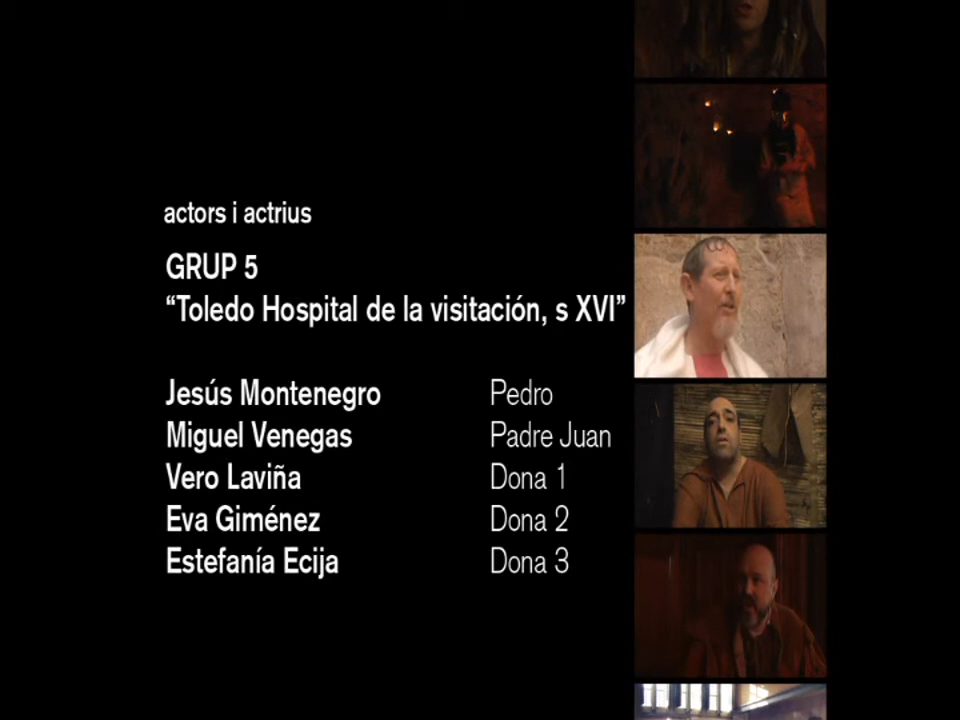 actors i actrius
GRUP 5
“Toledo Hospital de la visitación, s XVI”
Jesús Montenegro Pedro
Miguel Venegas Padre Juan
Vero Laviña Dona 1
Eva Giménez Dona 2
Estefanía Ecija Dona 3